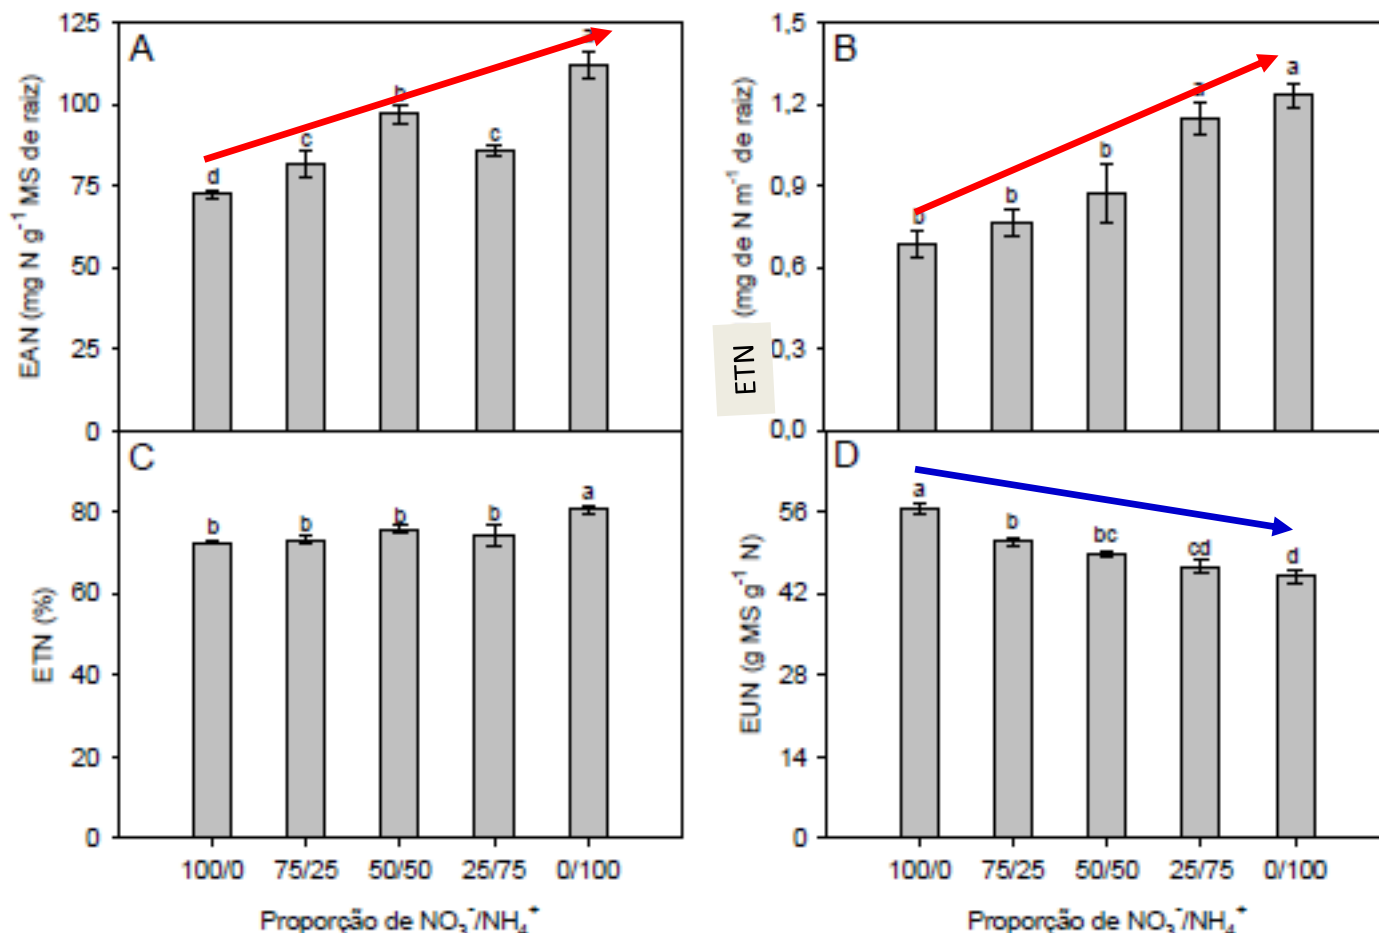 A
EAN (mg N g⁻¹ MS de raiz)
125
100
75
50
25
0
d
c
b
c
B
ETN
(mg de N m⁻¹ de raiz)
1,5
1,2
0,9
0,6
0,3
0,0
b
b
b
a
a
C
ETN (%)
80
60
40
20
0
b
b
b
b
a
100/0 75/25 50/50 25/75 0/100
Proporção de NO₃⁻/NH₄⁺
D
EUN (g MS g⁻¹ N)
56
42
28
14
0
a
b
bc
cd
d
100/0 75/25 50/50 25/75 0/100
Proporção de NO₃⁻/NH₄⁺